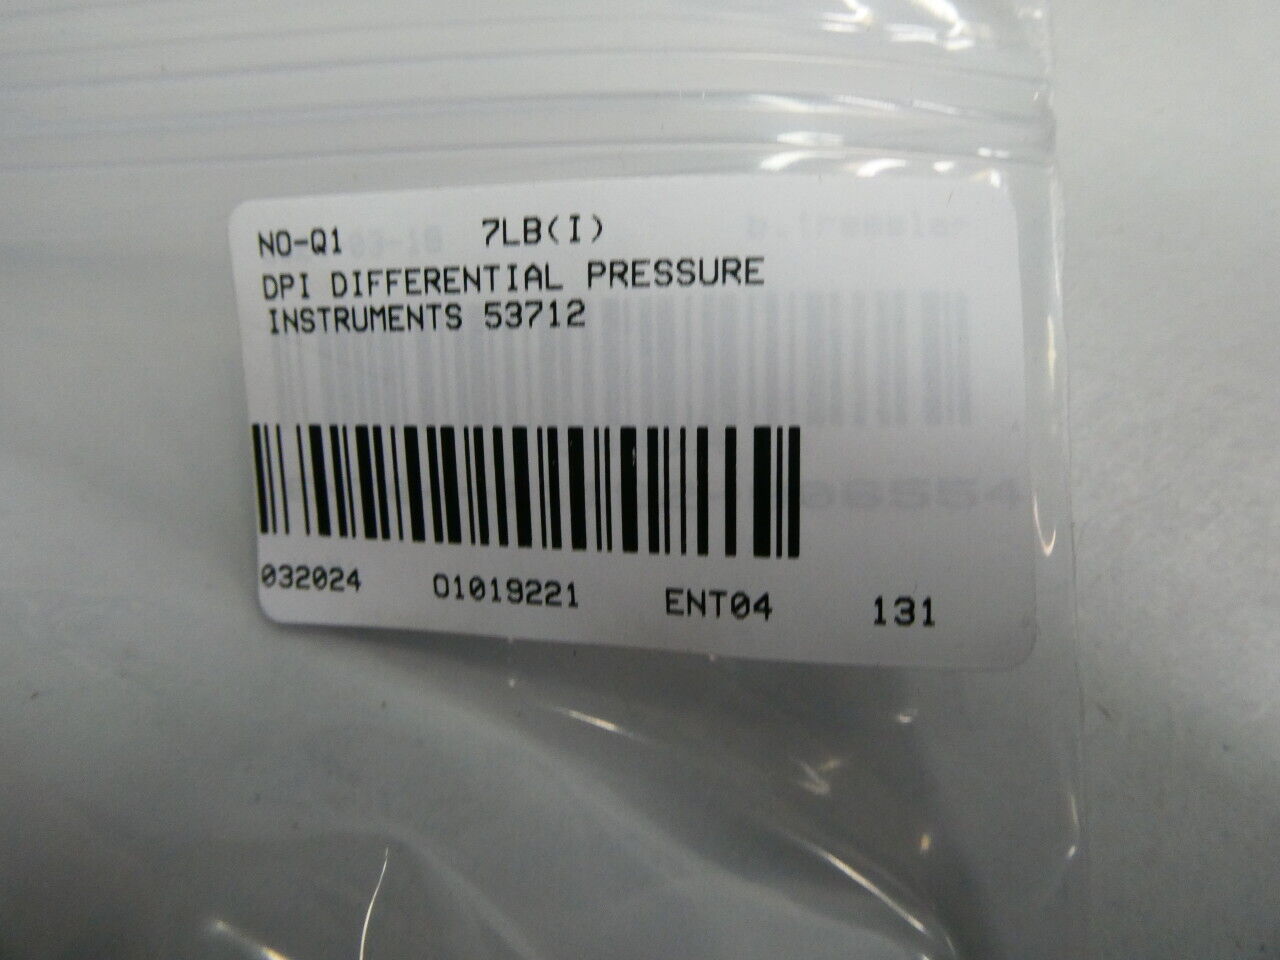 NO-Q1 7LB(I)
DPI DIFFERENTIAL PRESSURE
INSTRUMENTS 53712
032024 01019221 ENT04 131